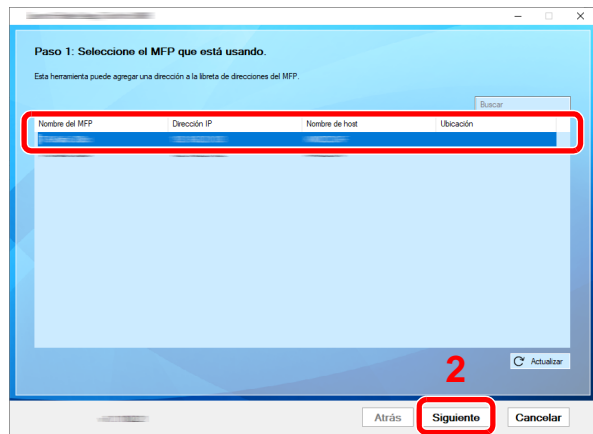 Paso 1: Seleccione el MFP que está usando.
Esta herramienta puede agregar una dirección a la libreta de direcciones del MFP.
Buscar
Nombre del MFP Dirección IP Nombre de host Ubicación
Actualizar
2
Atrás Siguiente Cancelar